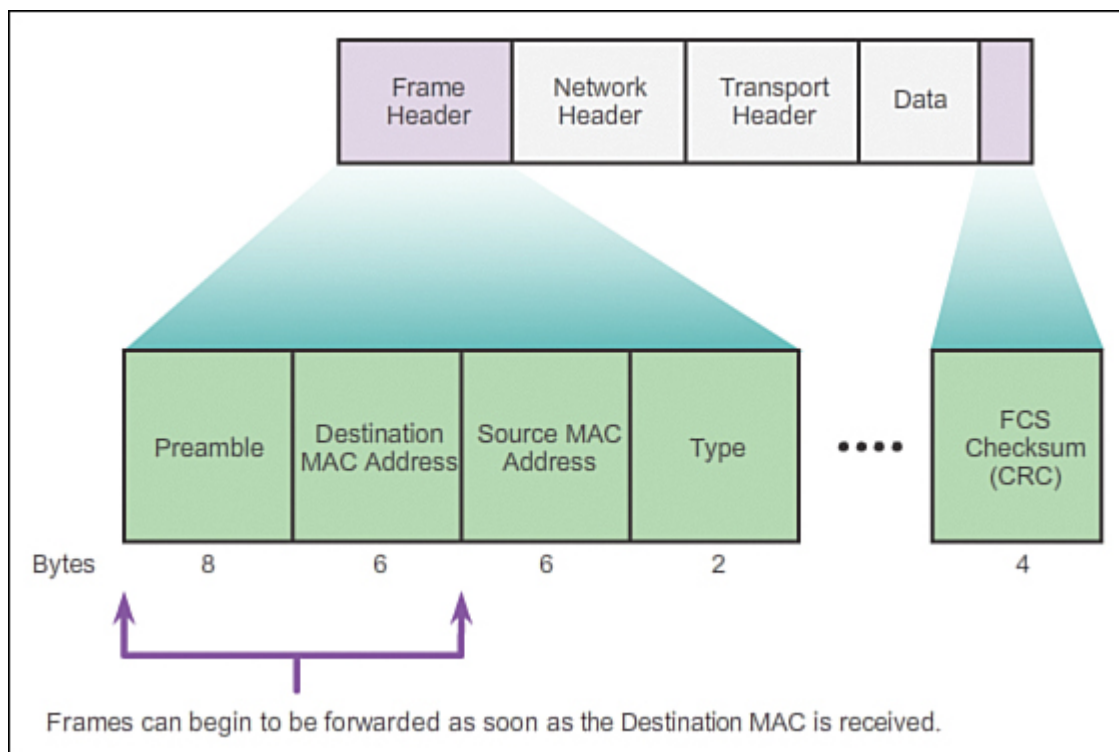 Frame
Header
Network
Header
Transport
Header
Data
Preamble
Destination
MAC Address
Source MAC
Address
Type
••••
FCS
Checksum
(CRC)
Bytes 8 6 6 2 4
Frames can begin to be forwarded as soon as the Destination MAC is received.